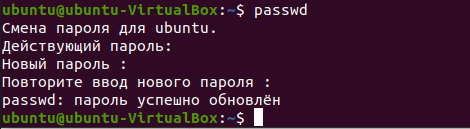 ubuntu@ubuntu-VirtualBox:~$ passwd
Смена пароля для ubuntu.
Действующий пароль:
Новый пароль :
Повторите ввод нового пароля :
passwd: пароль успешно обновлён
ubuntu@ubuntu-VirtualBox:~$